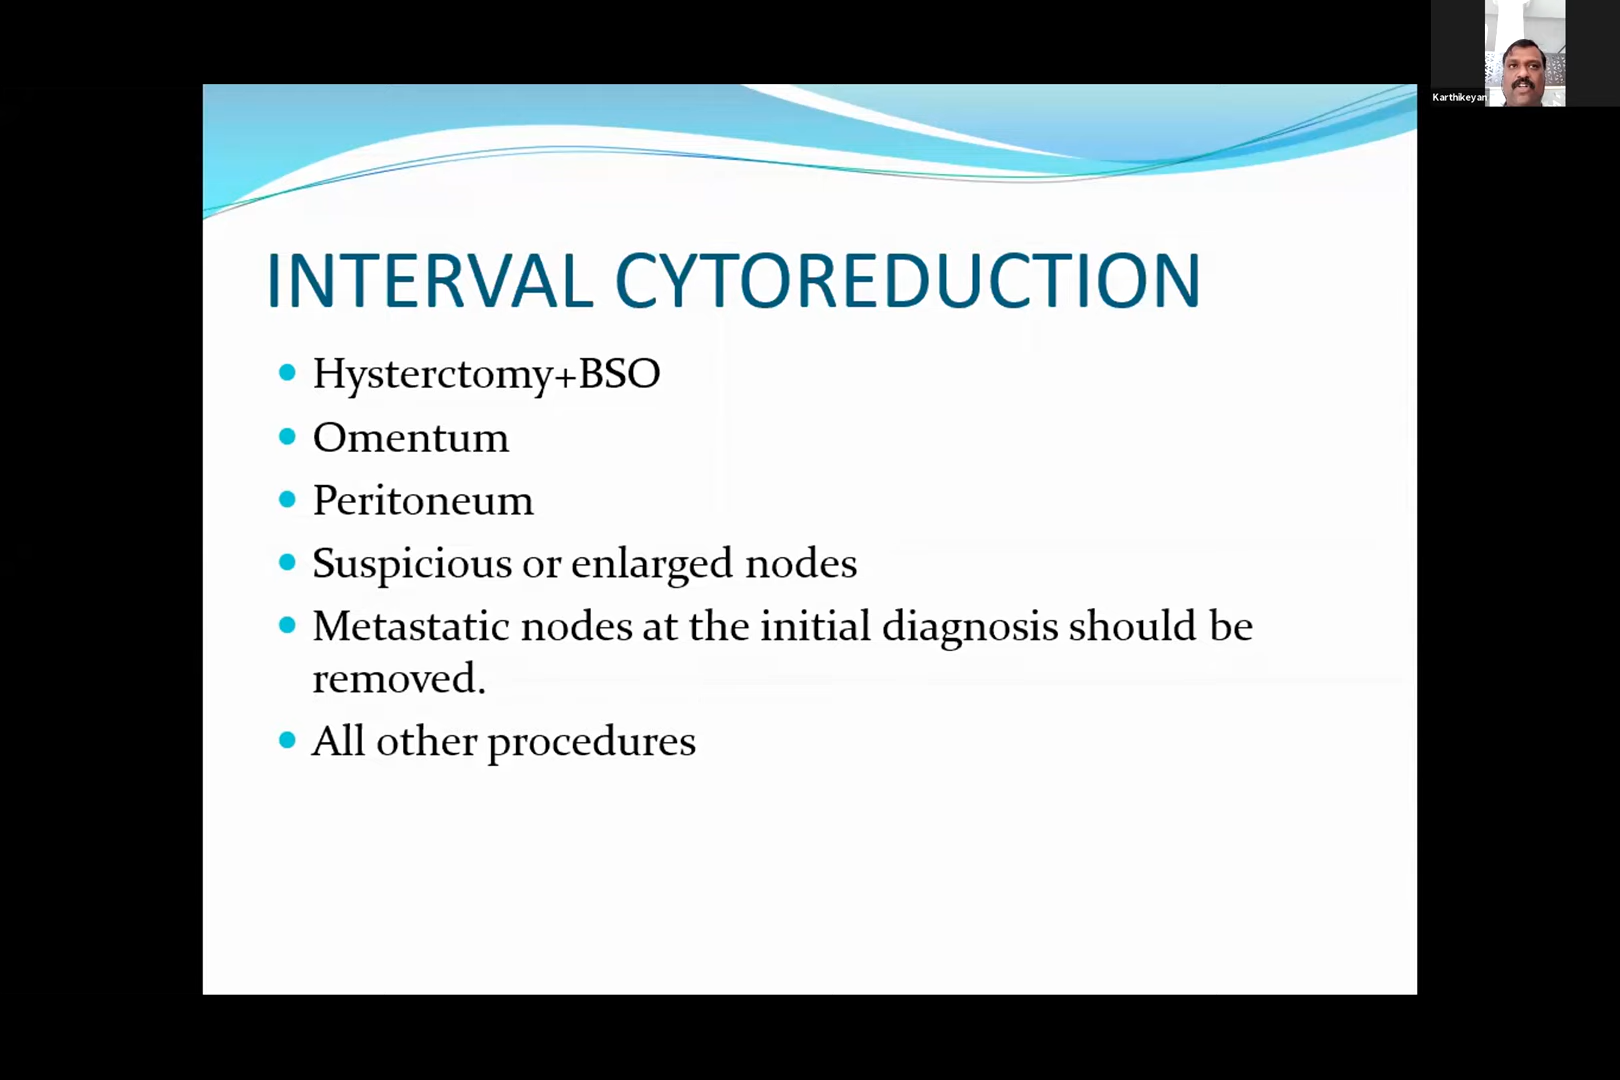 Karthikeyan
INTERVAL CYTOREDUCTION
Hysterctomy+BSO
Omentum
Peritoneum
Suspicious or enlarged nodes
Metastatic nodes at the initial diagnosis should be
removed.
All other procedures